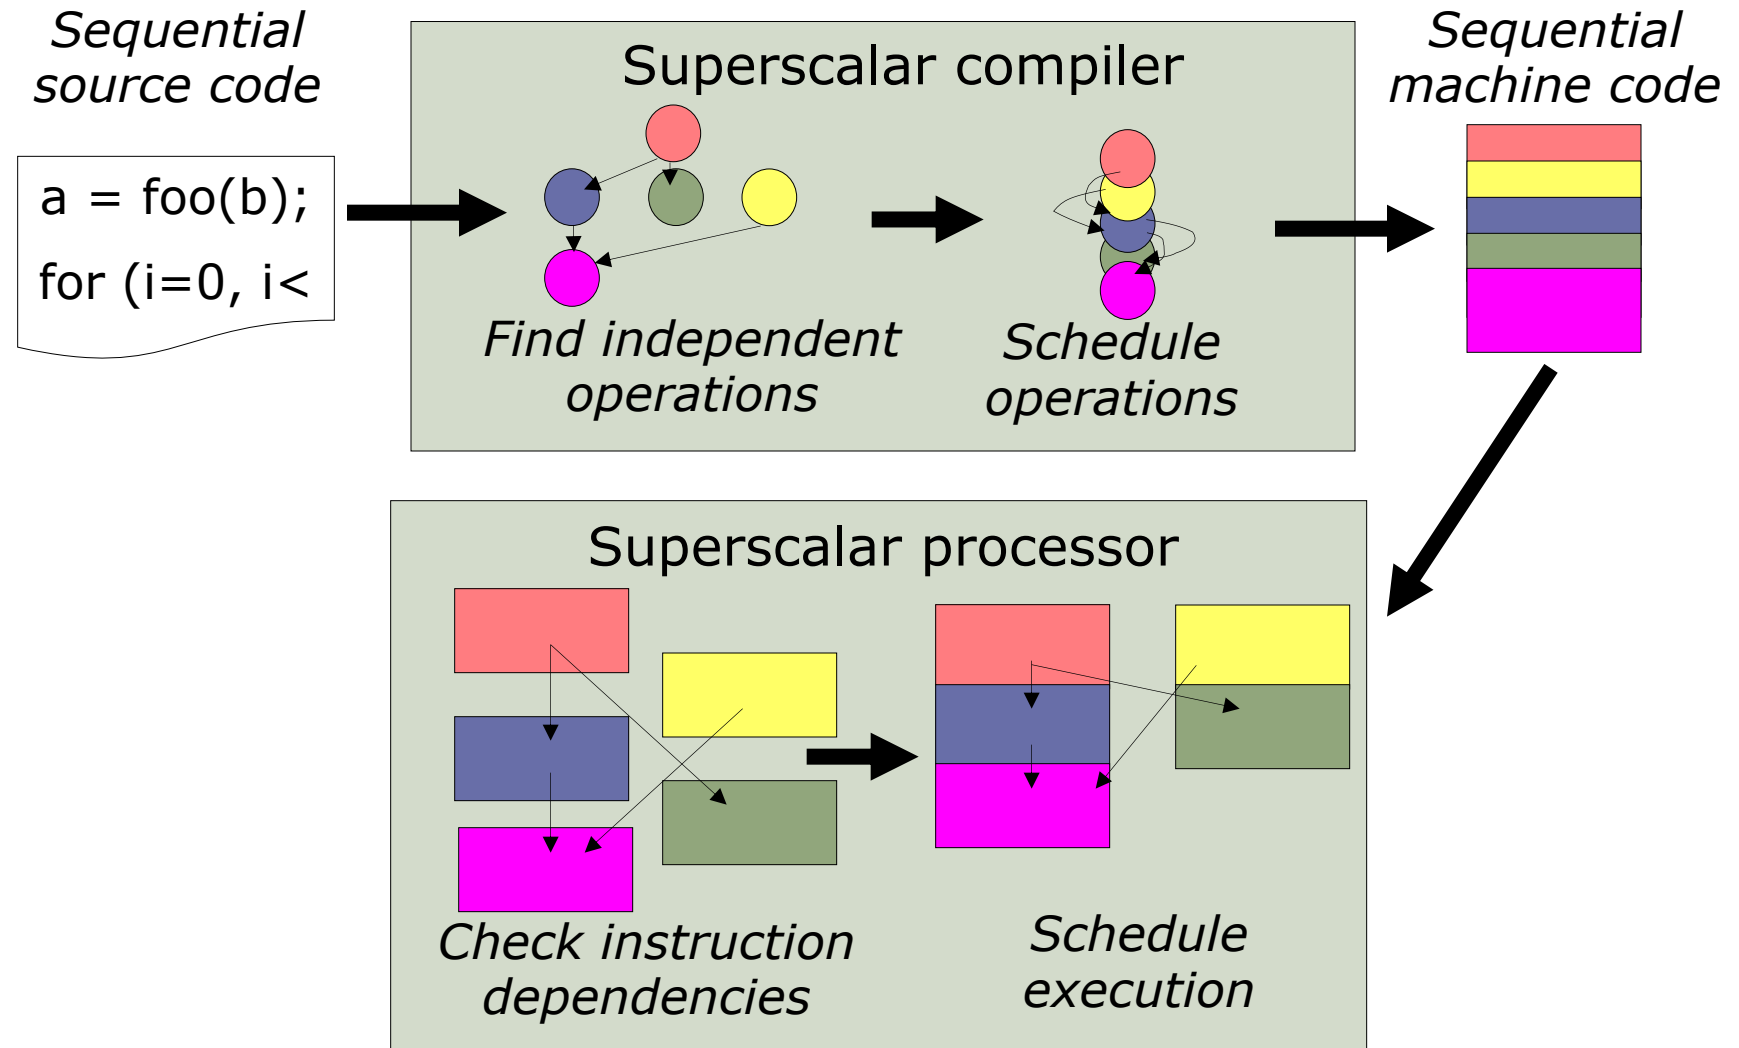 Sequential
source code
a = foo(b);
for (i=0, i<
Superscalar compiler
Find independent
operations
Schedule
operations
Sequential
machine code
Superscalar processor
Check instruction
dependencies
Schedule
execution